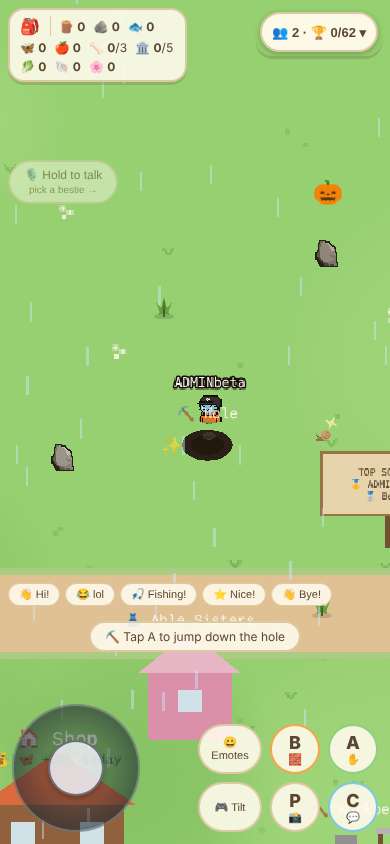 0 0 0
0 0 0/3 0/5
0 0 0
2 · 0/62 ▾
Hold to talk
pick a bestie →
ADMINbeta
TOP SC
ADMI
Be
Hi!
lol
Fishing!
Nice!
Bye!
Able Sisters
Tap A to jump down the hole
Shop
Emotes
B
A
Tilt
P
C